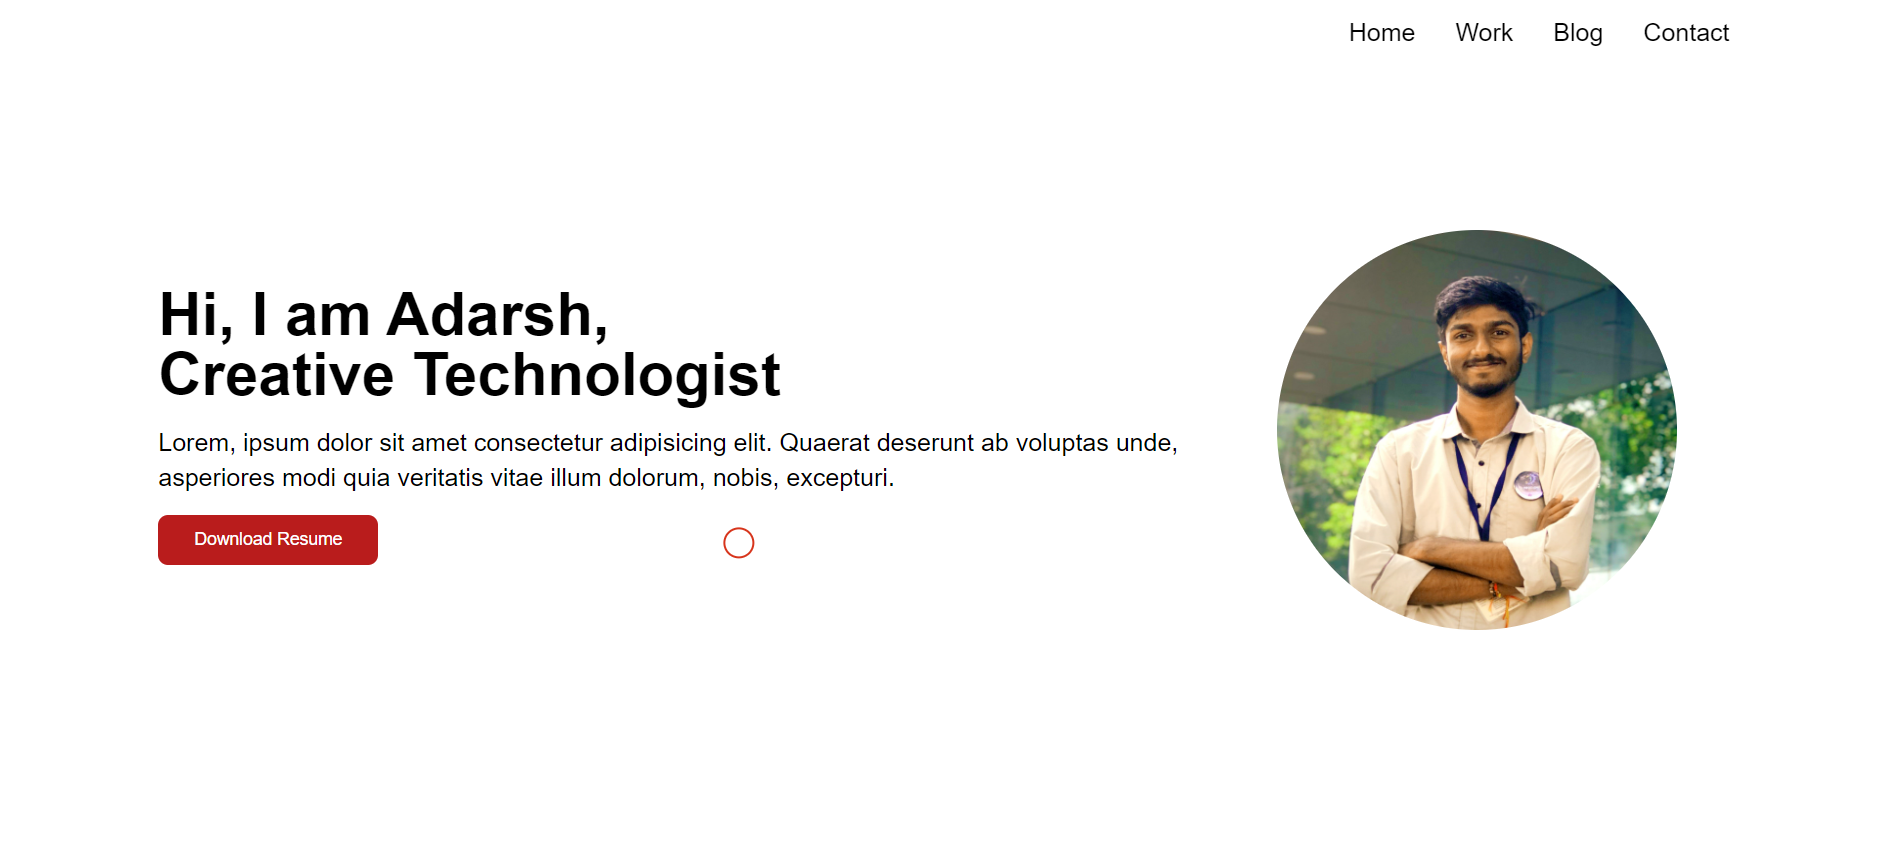 Home Work Blog Contact
Hi, I am Adarsh,
Creative Technologist
Lorem, ipsum dolor sit amet consectetur adipisicing elit. Quaerat deserunt ab voluptas unde,
asperiores modi quia veritatis vitae illum dolorum, nobis, excepturi.
Download Resume